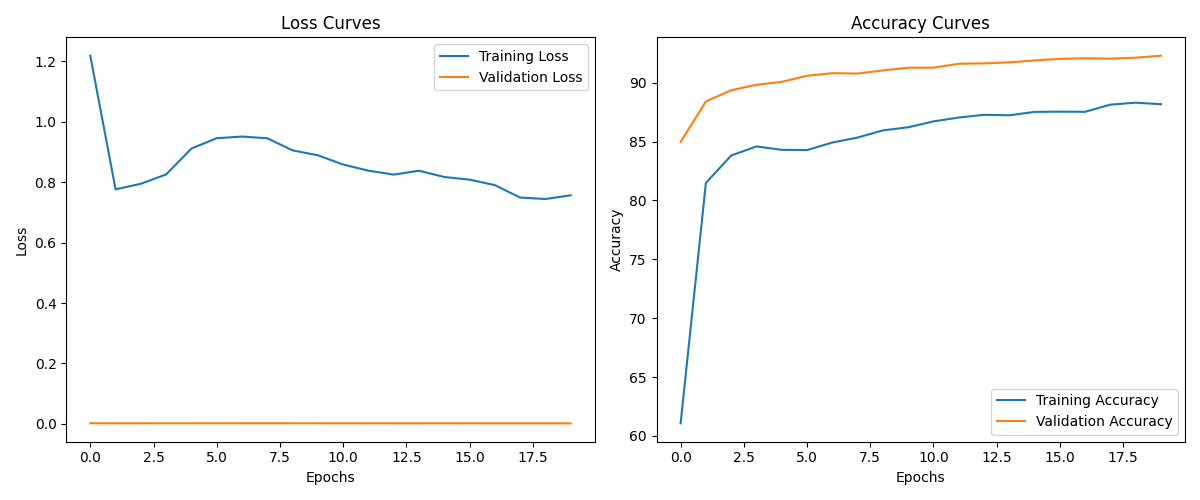 Loss Curves
Training Loss
Validation Loss
1.2
1.0
0.8
0.6
0.4
0.2
0.0
Loss
0.0 2.5 5.0 7.5 10.0 12.5 15.0 17.5
Epochs
Accuracy Curves
90
85
80
75
70
65
60
Accuracy
Training Accuracy
Validation Accuracy
0.0 2.5 5.0 7.5 10.0 12.5 15.0 17.5
Epochs